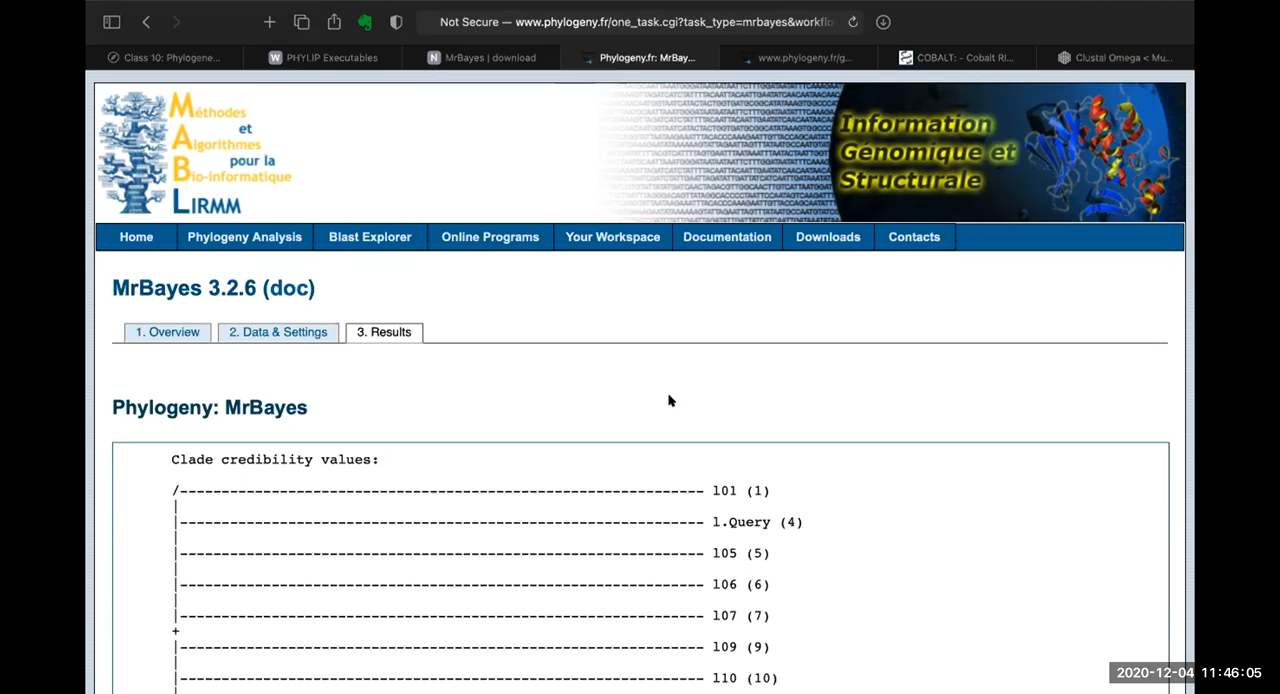 Not Secure — www.phylogeny.fr/one_task.cgi?task_type=mrbayes&workflo
Class 10: Phylogene...
PHYLIP Executables
MrBayes | download
Phylogeny.fr: MrBay...
www.phylogeny.fr/g...
COBALT: - Cobalt RI...
Clustal Omega < Mu...
Méthodes
et
Algorithmes
pour la
Bio-informatique
LIRMM
Information
Génomique et
Structurale
Home
Phylogeny Analysis
Blast Explorer
Online Programs
Your Workspace
Documentation
Downloads
Contacts
MrBayes 3.2.6 (doc)
1. Overview
2. Data & Settings
3. Results
Phylogeny: MrBayes
Clade credibility values:
/--------------------------------------------------------------- l01 (1)
|
|--------------------------------------------------------------- l.Query (4)
|
|--------------------------------------------------------------- l05 (5)
|
|--------------------------------------------------------------- l06 (6)
|
|--------------------------------------------------------------- l07 (7)
+
|--------------------------------------------------------------- l09 (9)
|
|--------------------------------------------------------------- l10 (10)
2020-12-04 11:46:05